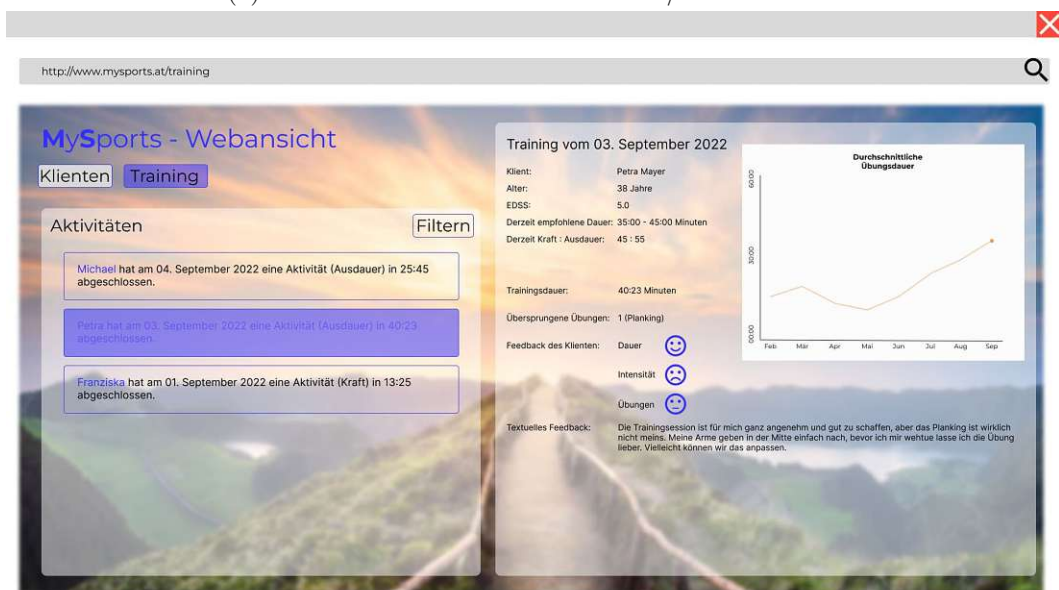 http://www.mysports.at/training
MySports - Webansicht
Klienten Training
Aktivitäten Filtern
Michael hat am 04. September 2022 eine Aktivität (Ausdauer) in 25:45
abgeschlossen.
Petra hat am 03. September 2022 eine Aktivität (Ausdauer) in 40:23
abgeschlossen.
Franziska hat am 01. September 2022 eine Aktivität (Kraft) in 13:25
abgeschlossen.
Training vom 03. September 2022
Klient: Petra Mayer
Alter: 38 Jahre
EDSS: 5.0
Derzeit empfohlene Dauer: 35:00 - 45:00 Minuten
Derzeit Kraft : Ausdauer: 45 : 55
Trainingsdauer: 40:23 Minuten
Übersprungene Übungen: 1 (Planking)
Feedback des Klienten: Dauer
Intensität
Übungen
Textuelles Feedback: Die Trainingsession ist für mich ganz angenehm und gut zu schaffen, aber das Planking ist wirklich
nicht meins. Meine Arme geben in der Mitte einfach nach, bevor ich mir wehtue lasse ich die Übung
lieber. Vielleicht können wir das anpassen.
Durchschnittliche
Übungsdauer
60:00
30:00
00:00
Feb Mär Apr Mai Jun Jul Aug Sep